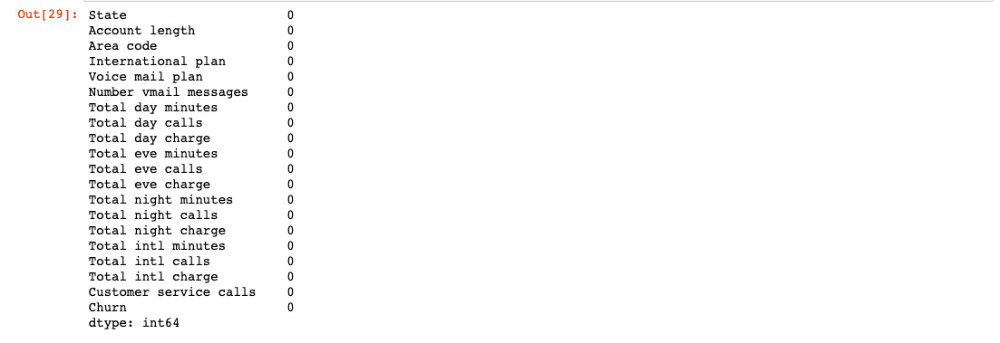 Out[29]: State 0
Account length 0
Area code 0
International plan 0
Voice mail plan 0
Number vmail messages 0
Total day minutes 0
Total day calls 0
Total day charge 0
Total eve minutes 0
Total eve calls 0
Total eve charge 0
Total night minutes 0
Total night calls 0
Total night charge 0
Total intl minutes 0
Total intl calls 0
Total intl charge 0
Customer service calls 0
Churn 0
dtype: int64